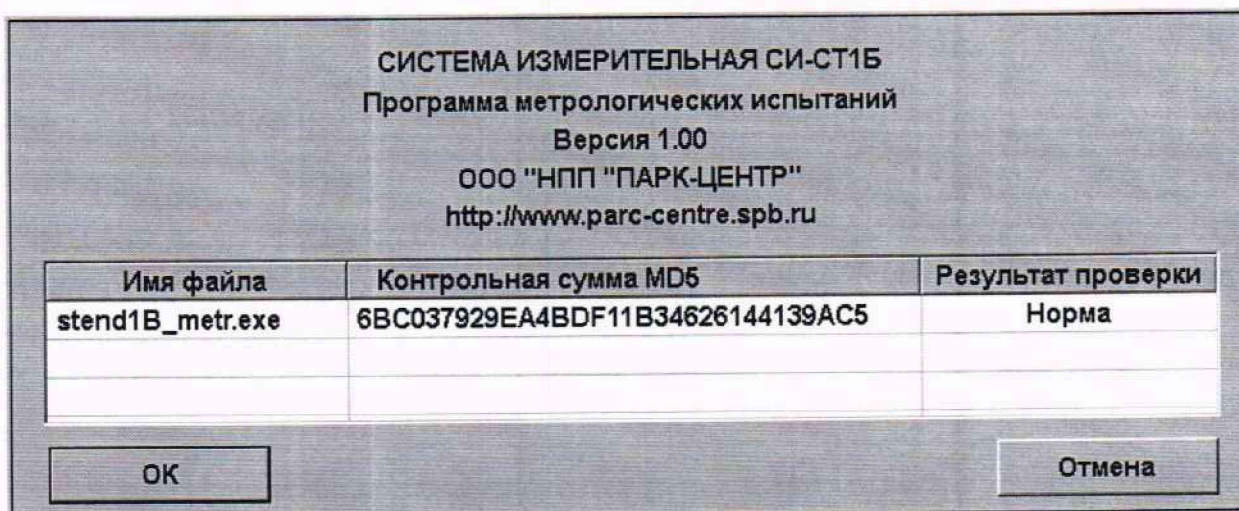 СИСТЕМА ИЗМЕРИТЕЛЬНАЯ СИ-СТ1Б
Программа метрологических испытаний
Версия 1.00
ООО "НПП "ПАРК-ЦЕНТР"
http://www.parc-centre.spb.ru
Имя файла Контрольная сумма MD5 Результат проверки
stend1B_metr.exe 6BC037929EA4BDF11B34626144139AC5 Норма
ОК Отмена